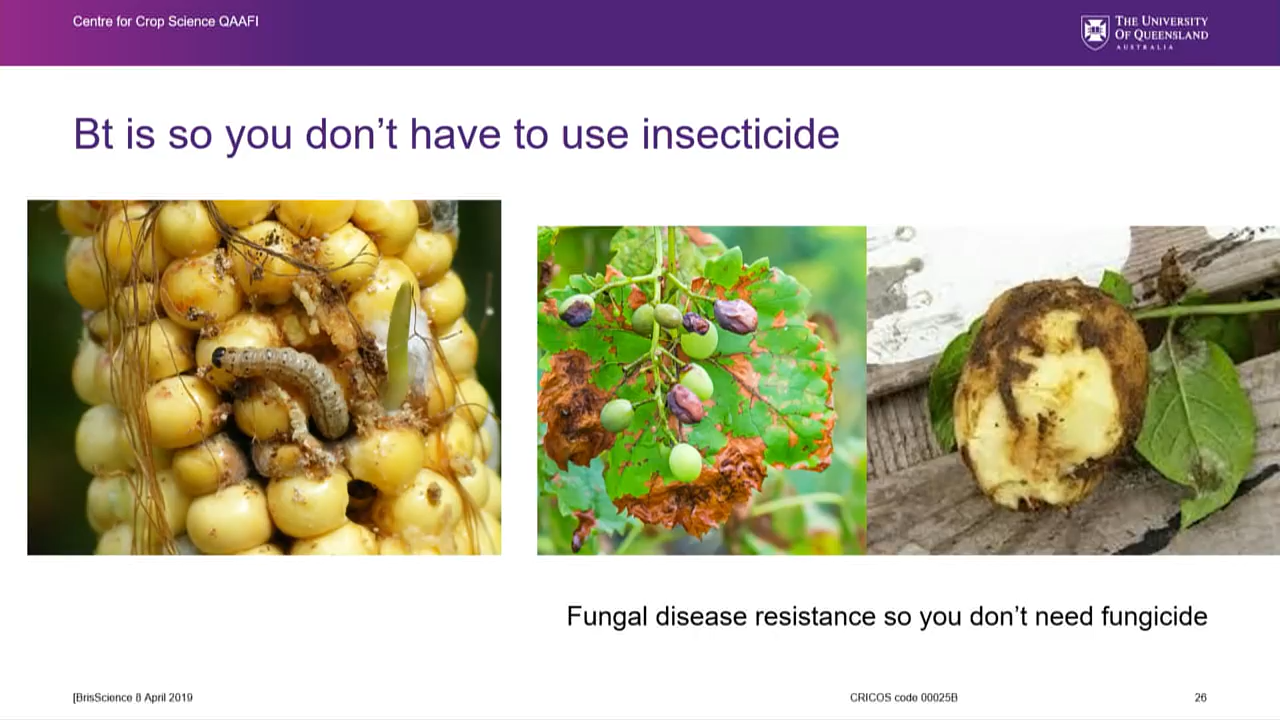 Centre for Crop Science QAAFI
THE UNIVERSITY
OF QUEENSLAND
AUSTRALIA
Bt is so you don’t have to use insecticide
Fungal disease resistance so you don’t need fungicide
[BrisScience 8 April 2019
CRICOS code 00025B
26